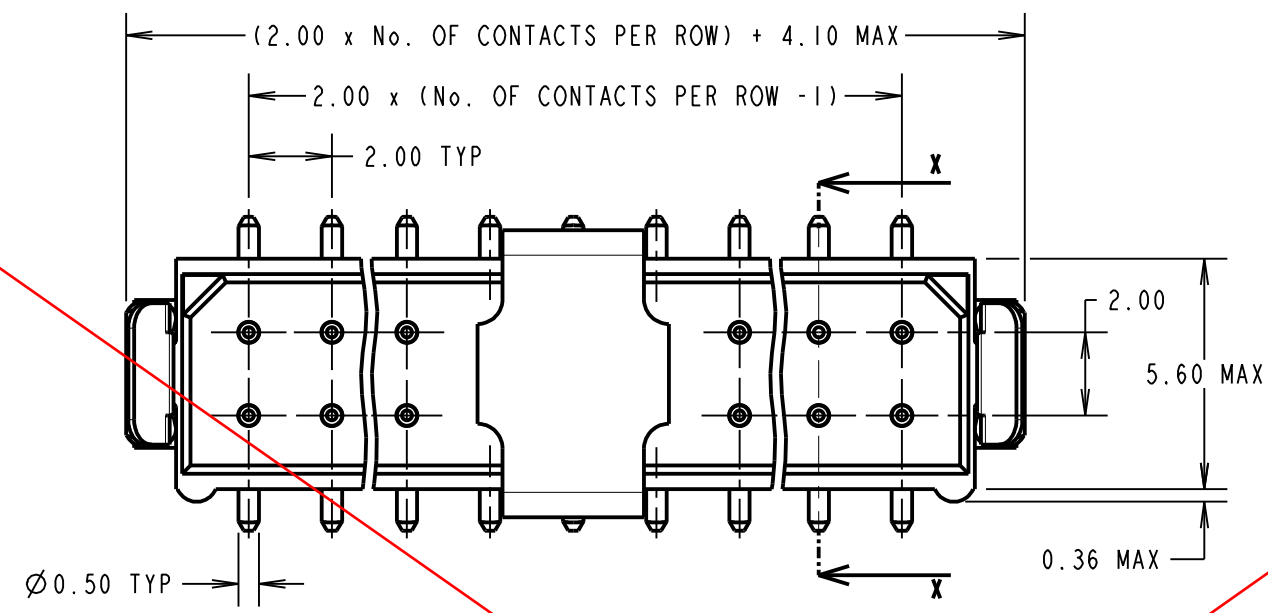 (2.00 x No. OF CONTACTS PER ROW) + 4.10 MAX
2.00 x (No. OF CONTACTS PER ROW -1)
2.00 TYP
X
2.00
5.60 MAX
0.36 MAX
Ø0.50 TYP
X